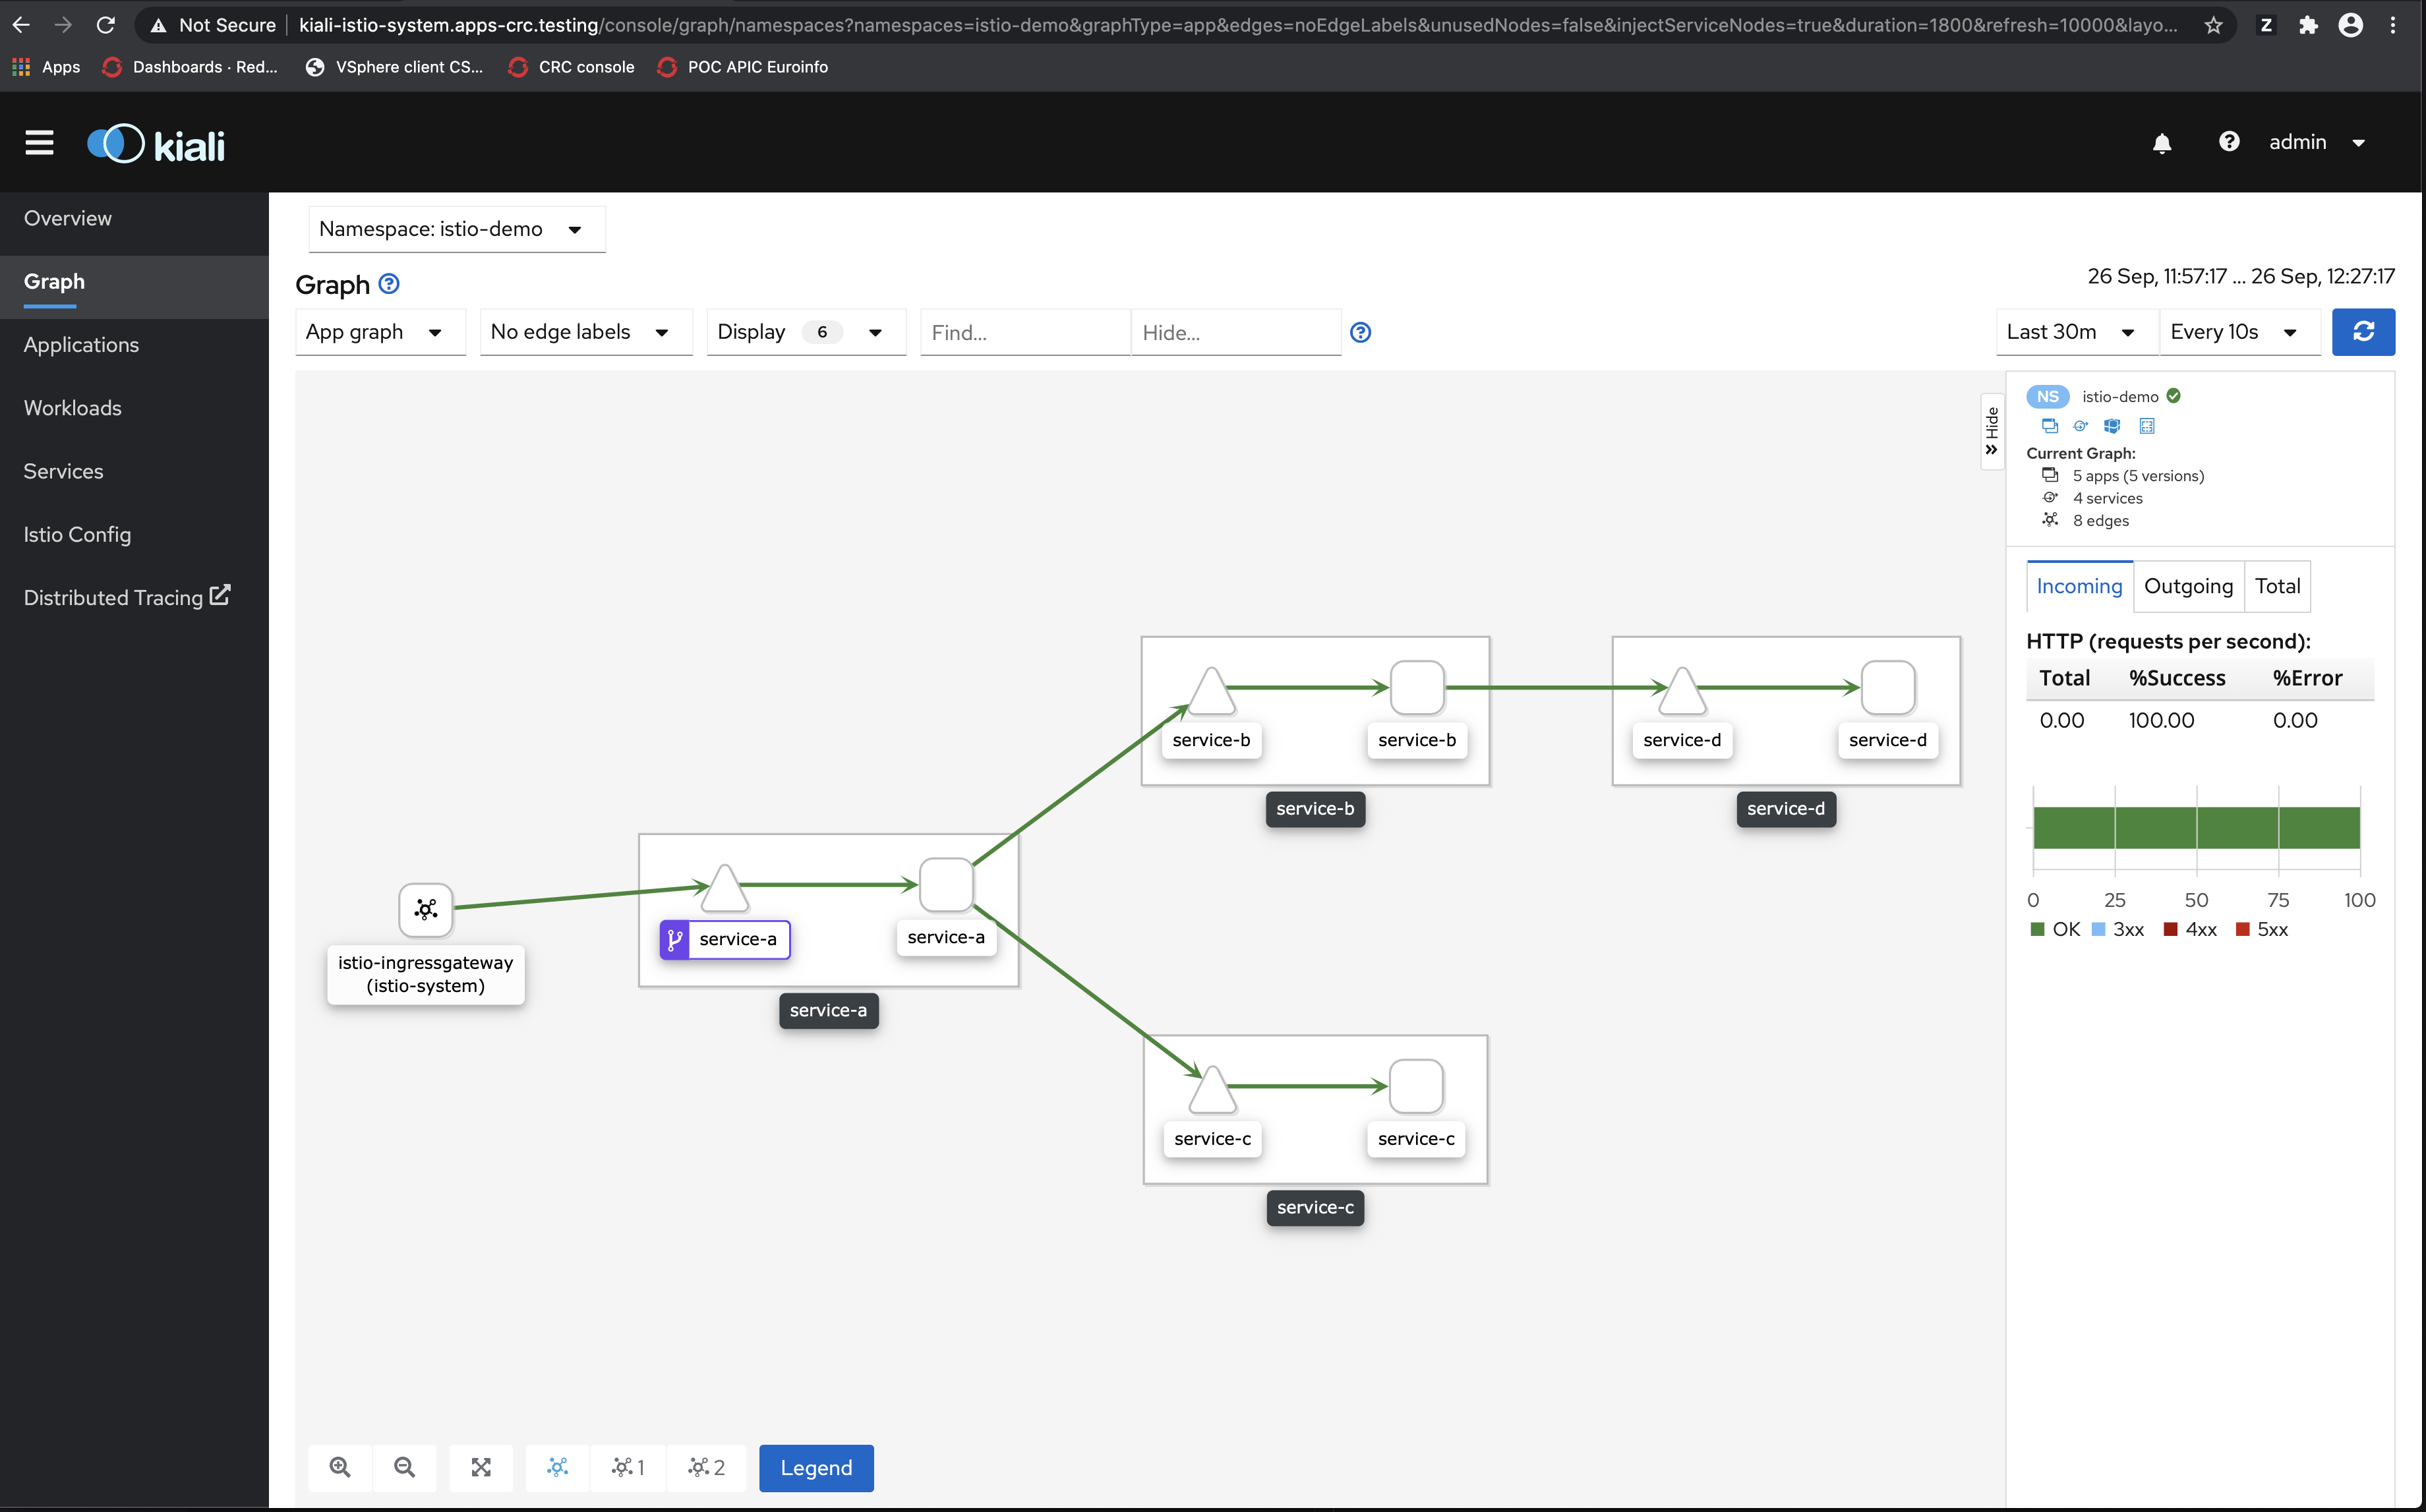 Not Secure kiali-istio-system.apps-crc.testing/console/graph/namespaces?namespaces=istio-demo&graphType=app&edges=noEdgeLabels&unusedNodes=false&injectServiceNodes=true&duration=1800&refresh=10000&layo... Z
Apps Dashboards · Red... VSphere client CS... CRC console POC APIC Euroinfo
kiali
admin
Overview
Graph
Applications
Workloads
Services
Istio Config
Distributed Tracing
Namespace: istio-demo
Graph
26 Sep, 11:57:17 ... 26 Sep, 12:27:17
App graph No edge labels Display 6 Find... Hide... Last 30m Every 10s
Hide
NS istio-demo
Current Graph:
5 apps (5 versions)
4 services
8 edges
Incoming Outgoing Total
HTTP (requests per second):
Total %Success %Error
0.00 100.00 0.00
0 25 50 75 100
OK 3xx 4xx 5xx
service-b service-b
service-b
service-d service-d
service-d
istio-ingressgateway
(istio-system)
service-a service-a
service-a
service-c service-c
service-c
1 2 Legend